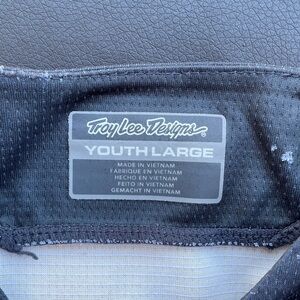 Troy Lee Designs
YOUTH LARGE
MADE IN VIETNAM
FABRIQUE EN VIETNAM
HECHO EN VIETNAM
FEITO IN VIETNAM
GEMACHT IN VIETNAM